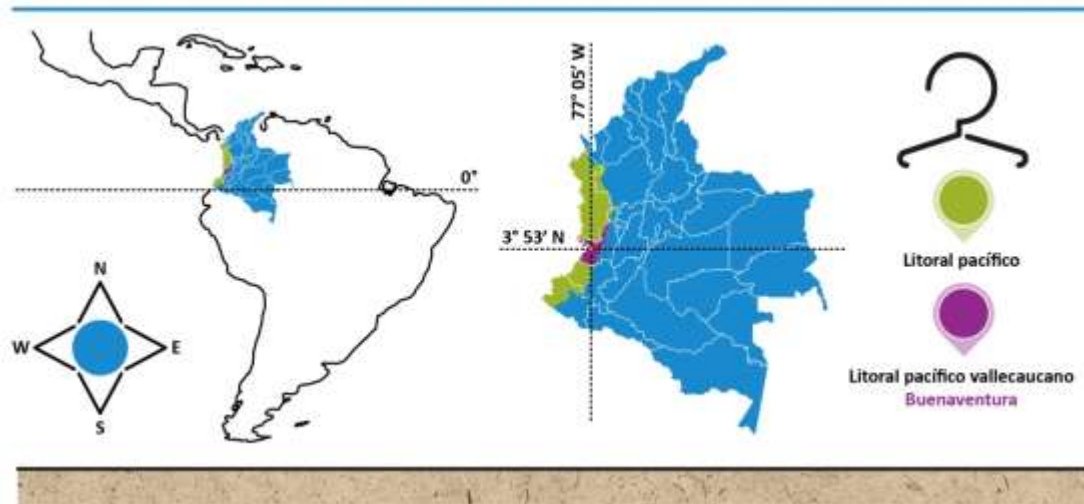 0°
N
W
E
S
77° 05' W
3° 53' N
Litoral pacífico
Litoral pacífico vallecaucano
Buenaventura